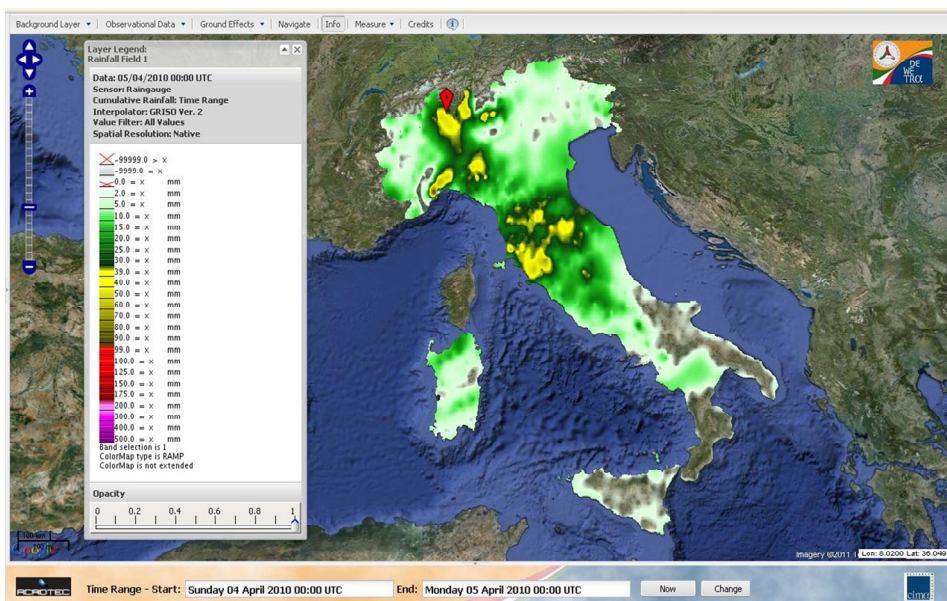 Background Layer Observational Data Ground Effects Navigate Info Measure Credits
Layer Legend:
Rainfall Field 1
Data: 05/04/2010 00:00 UTC
Sensor: Raingauge
Cumulative Rainfall: Time Range
Interpolator: GRISO Ver. 2
Value Filter: All Values
Spatial Resolution: Native
-99999.0 > x
-9999.0 = x
0.0 = x mm
2.0 = x mm
5.0 = x mm
10.0 = x mm
15.0 = x mm
20.0 = x mm
25.0 = x mm
30.0 = x mm
39.0 = x mm
40.0 = x mm
50.0 = x mm
60.0 = x mm
70.0 = x mm
80.0 = x mm
90.0 = x mm
99.0 = x mm
100.0 = x mm
125.0 = x mm
150.0 = x mm
175.0 = x mm
200.0 = x mm
300.0 = x mm
400.0 = x mm
500.0 = x mm
Band selection is 1
ColorMap type is RAMP
ColorMap is not extended
Opacity
0 0.2 0.4 0.6 0.8 1
DE
WE
TRA
100 km
Imagery ©2011
Lon: 8.0200 Lat: 36.049
ACROTEC
Time Range - Start: Sunday 04 April 2010 00:00 UTC End: Monday 05 April 2010 00:00 UTC Now Change
cima